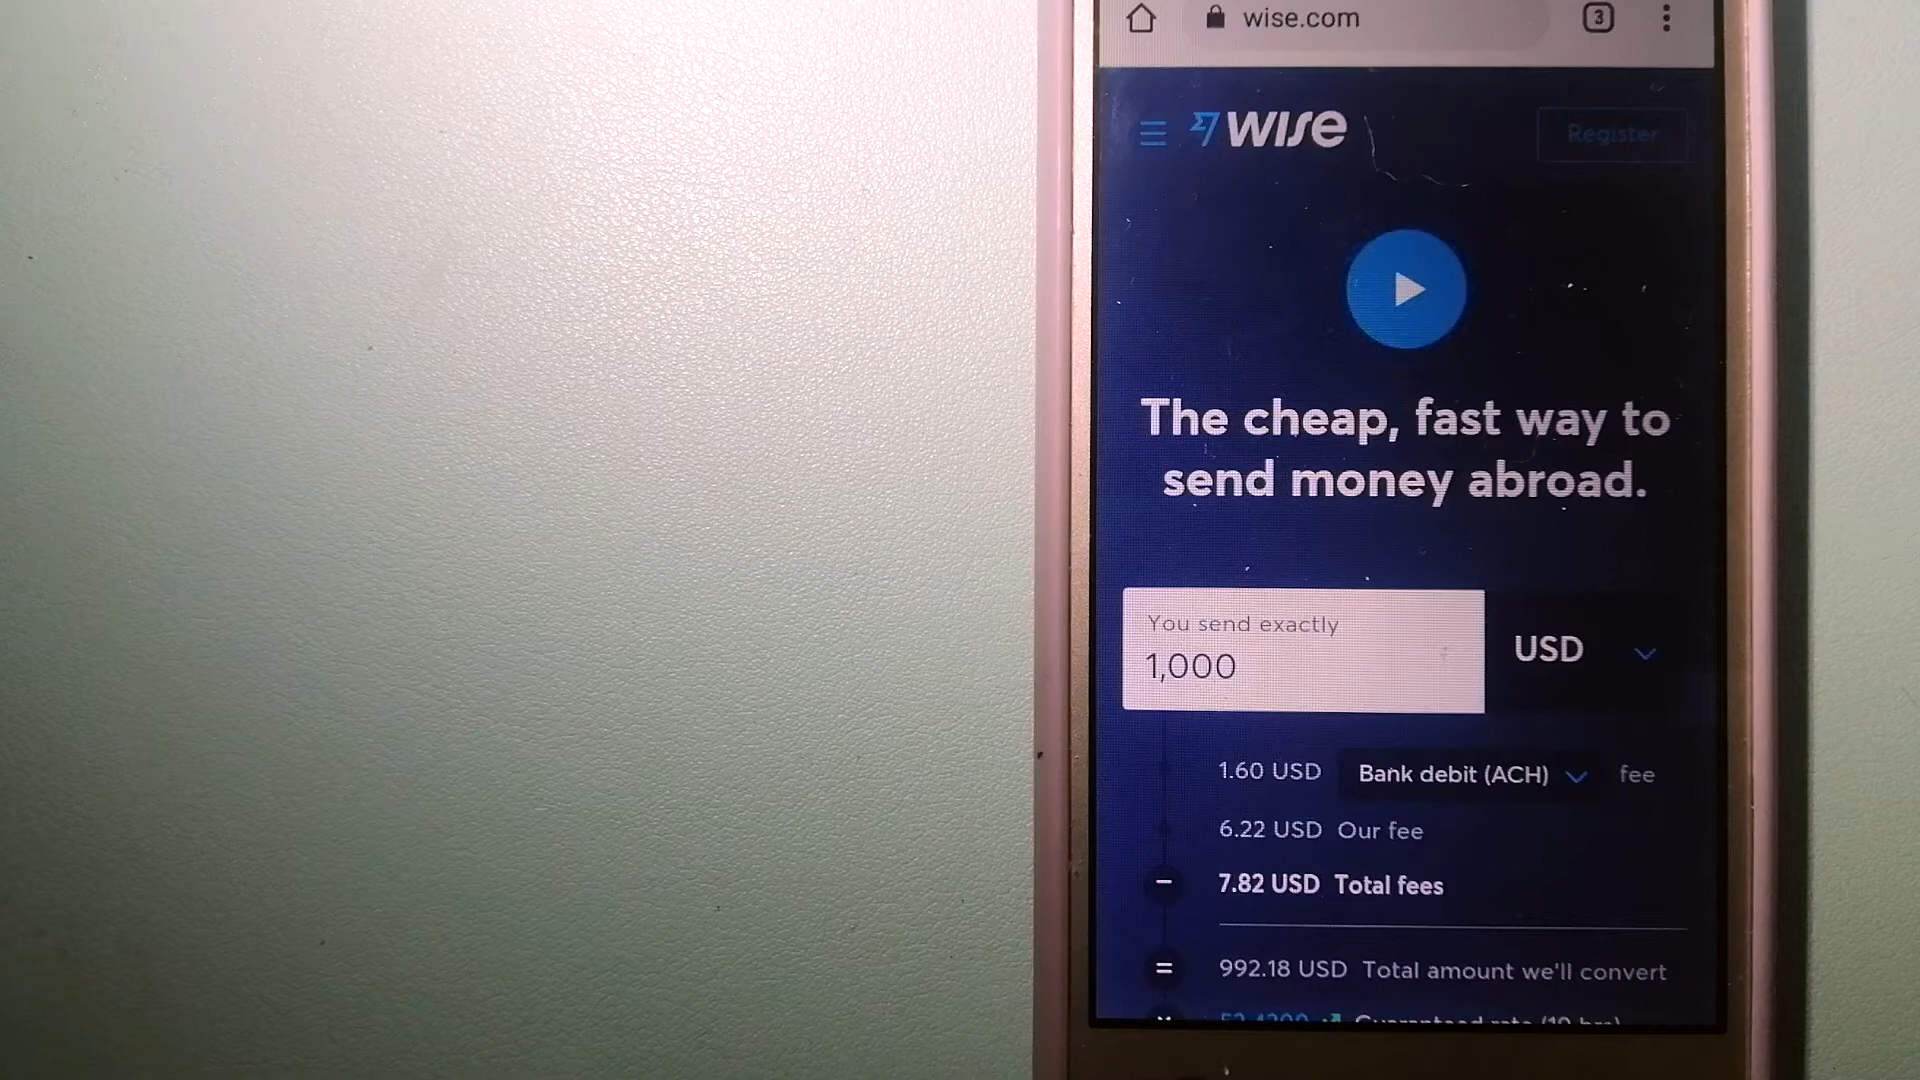 wise.com
3
WISE
Register
The cheap, fast way to
send money abroad.
You send exactly
1,000
USD
1.60 USD Bank debit (ACH) fee
6.22 USD Our fee
– 7.82 USD Total fees
= 992.18 USD Total amount we'll convert
Guaranteed rate